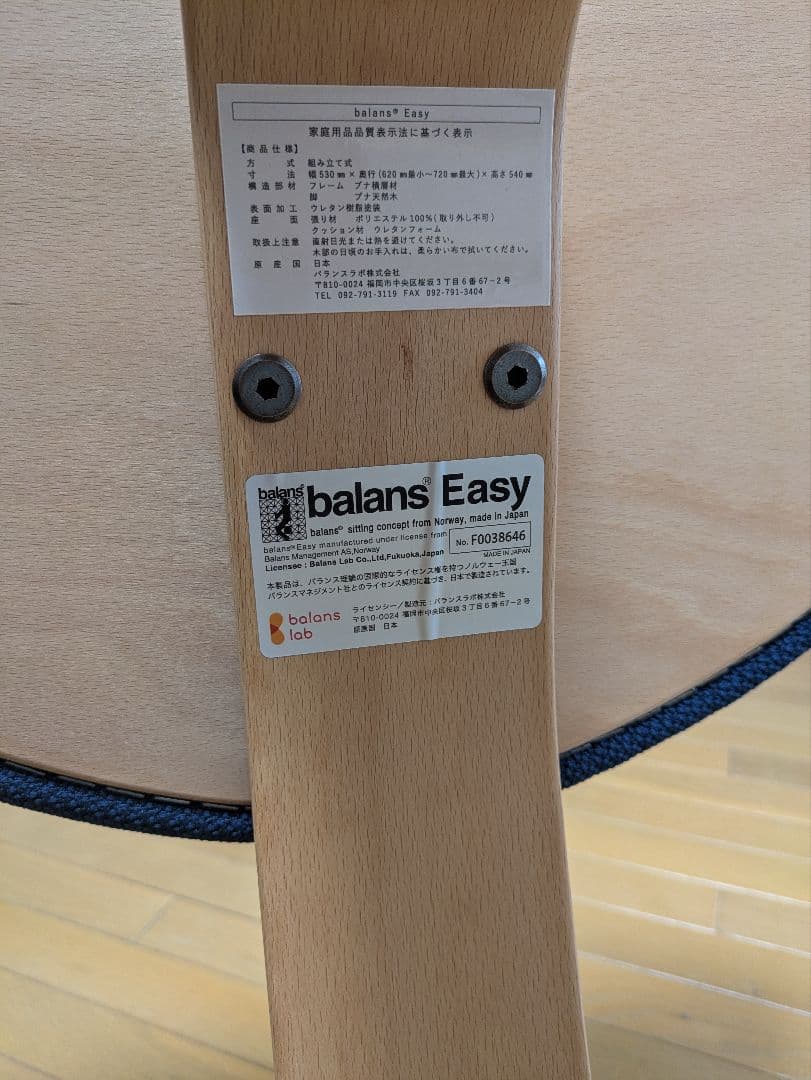 balans® Easy
家庭用品品質表示法に基づく表示
【商品仕様】
方 式 組み立て式
寸 法 幅530㎜×奥行(620㎜最小～720㎜最大)×高さ540㎜
構造部材 フレーム ブナ積層材
脚 ブナ天然木
表面加工 ウレタン樹脂塗装
座 面 張り材 ポリエステル100%(取り外し不可)
クッション材 ウレタンフォーム
取扱上注意 直射日光または熱を避けてください。
木部の日頃のお手入れは、柔らかい布で拭いてください。
原産国 日本
バランスラボ株式会社
〒810-0024 福岡市中央区桜坂3丁目6番67-2号
TEL 092-791-3119 FAX 092-791-3404
balans®
balans® Easy
balans® sitting concept from Norway, made in Japan
balans® Easy manufactured under license from
Balans Management AS,Norway
Licensee : Balans Lab Co.,Ltd,Fukuoka,Japan
No. F0038646
MADE IN JAPAN
本製品は、バランス理論の国際的なライセンス権を持つノルウェー王国
バランスマネジメント社とのライセンス契約に基づき、日本で製造されています。
balans lab
ライセンシー/製造元:バランスラボ株式会社
〒810-0024 福岡市中央区桜坂3丁目6番67-2号
原産国 日本